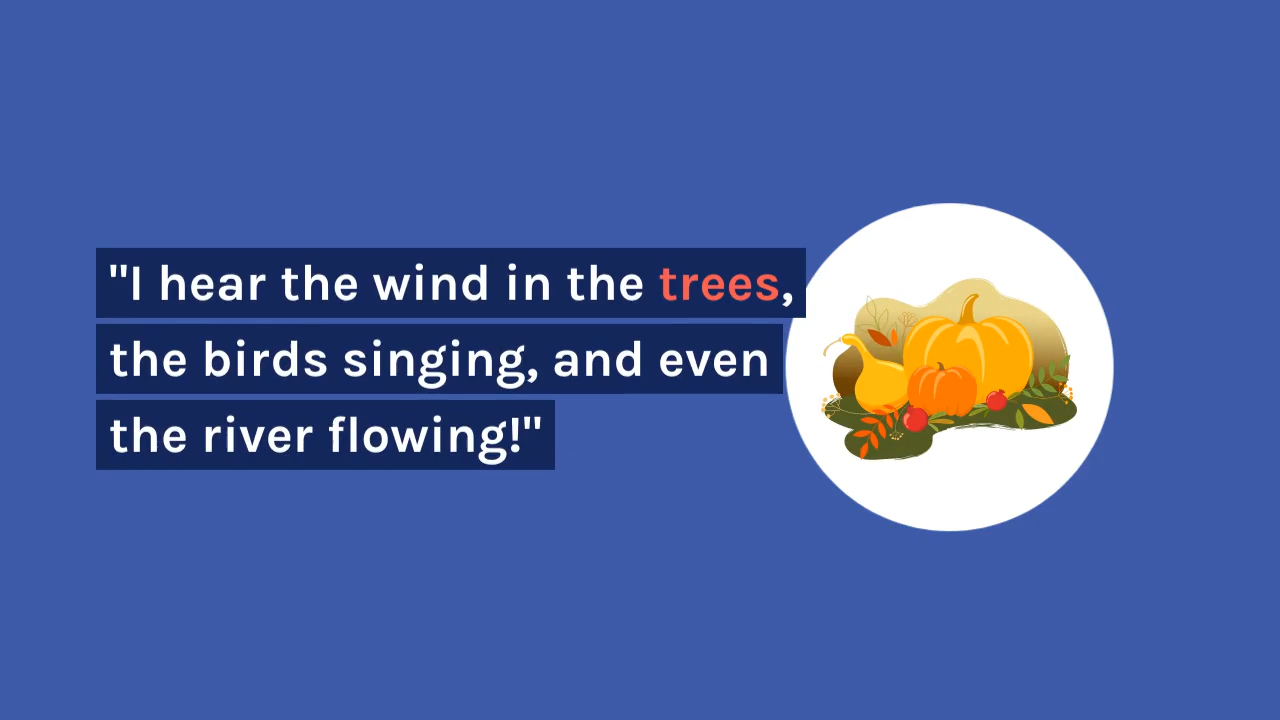 "I hear the wind in the trees,
the birds singing, and even
the river flowing!"